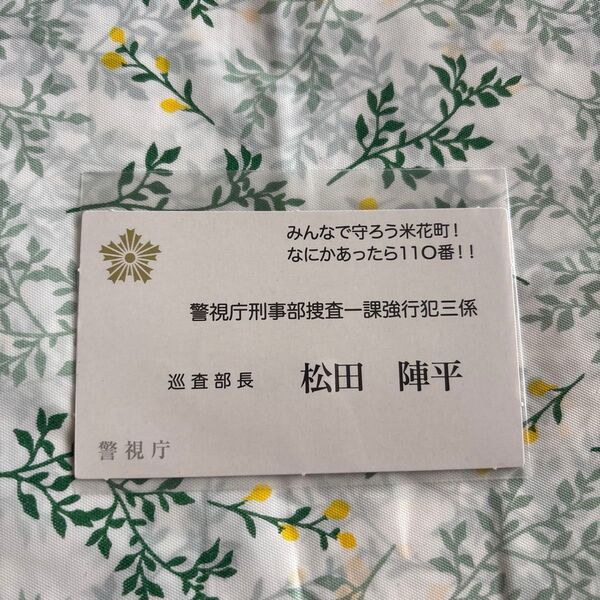 みんなで守ろう米花町!
なにかあったら110番!!
警視庁刑事部捜査一課強行犯三係
巡査部長 松田 陣平
警視庁